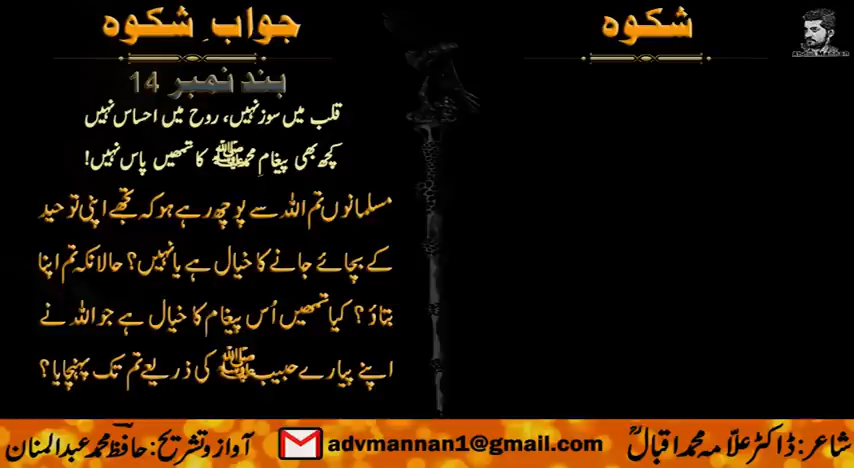 شکوہ
جوابِ شکوہ
بند نمبر 14
قلب میں سوز نہیں، روح میں احساس نہیں
کچھ بھی پیغامِ محمد ﷺ کا تمھیں پاس نہیں!
مسلمانوں تم اللہ سے پوچھ رہے ہو کہ تجھے اپنی توحید
کے بچائے جانے کا خیال ہے یا نہیں؟ حالانکہ تم اپنا
بتاؤ؟ کیا تمھیں اُس پیغام کا خیال ہے جو اللہ نے
اپنے پیارے حبیب ﷺ کی ذریعے تم تک پہنچایا؟
شاعر: ڈاکٹر علّامہ محمد اقبالؒ advmannan1@gmail.com آواز و تشریح: حافظ محمد عبدالمنان